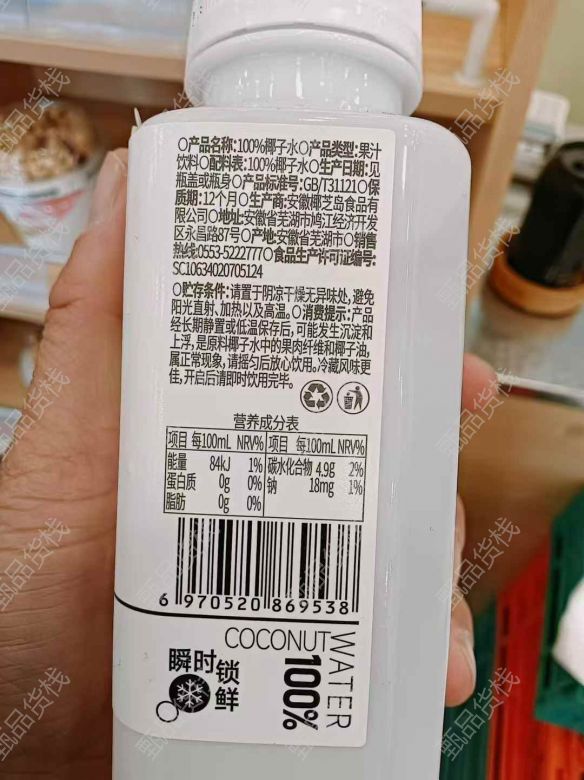 ○产品名称:100%椰子水○产品类型:果汁
饮料○配料表:100%椰子水○生产日期:见
瓶盖或瓶身○产品标准号:GB/T31121○保
质期:12个月○生产商:安徽椰芝岛食品有
限公司○地址:安徽省芜湖市鸠江经济开发
区永昌路87号○产地:安徽省芜湖市○销售
热线:0553-5222777○食品生产许可证编号:
SC10634020705124
○贮存条件:请置于阴凉干燥无异味处,避免
阳光直射、加热以及高温。○消费提示:产品
经长期静置或低温保存后,可能发生沉淀和
上浮,是原料椰子水中的果肉纤维和椰子油,
属正常现象,请摇匀后放心饮用。冷藏风味更
佳,开启后请即时饮用完毕。
营养成分表
项目 每100mL NRV% 项目 每100mL NRV%
能量 84kJ 1% 碳水化合物 4.9g 2%
蛋白质 0g 0% 钠 18mg 1%
脂肪 0g 0%
6 970520 869538
COCONUT WATER
100%
瞬时锁鲜
甄品货栈